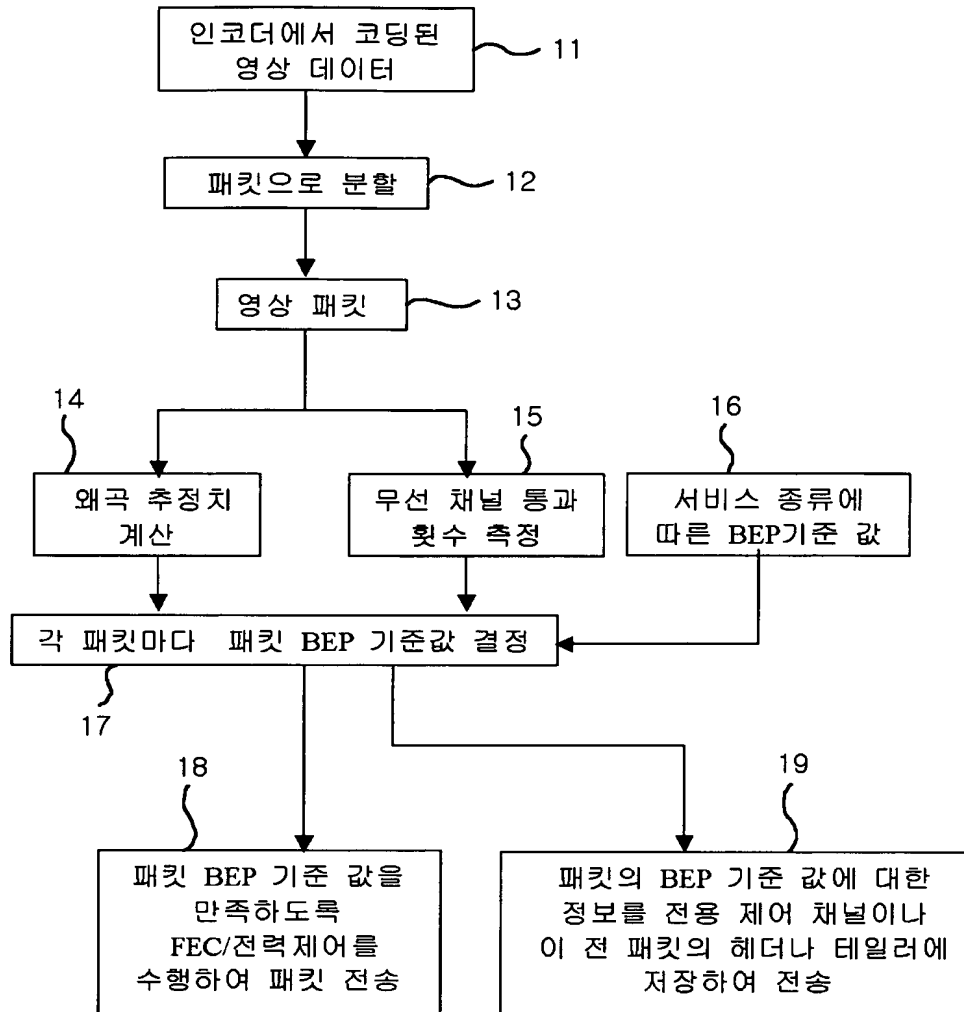 인코더에서 코딩된
영상 데이터
11
패킷으로 분할
12
영상 패킷
13
14
15
16
왜곡 추정치
계산
무선 채널 통과
횟수 측정
서비스 종류에
따른 BEP기준 값
각 패킷마다 패킷 BEP 기준값 결정
17
18
19
패킷 BEP 기준 값을
만족하도록
FEC/전력제어를
수행하여 패킷 전송
패킷의 BEP 기준 값에 대한
정보를 전용 제어 채널이나
이 전 패킷의 헤더나 테일러에
저장하여 전송